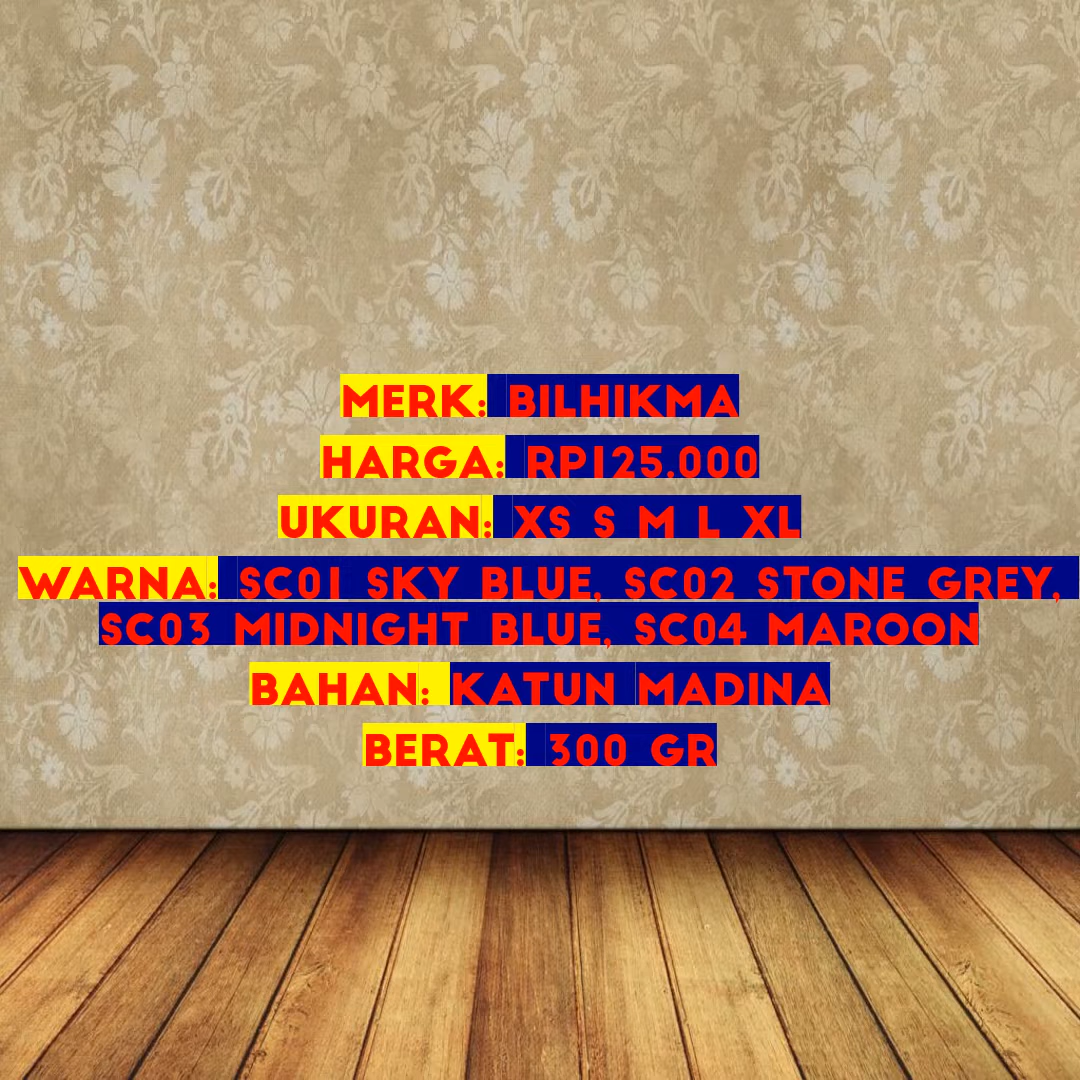 MERK: BILHIKMA
HARGA: RP125.000
UKURAN: XS S M L XL
WARNA: SC01 SKY BLUE, SC02 STONE GREY,
SC03 MIDNIGHT BLUE, SC04 MAROON
BAHAN: KATUN MADINA
BERAT: 300 GR